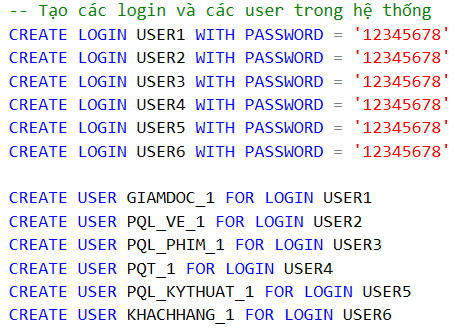 -- Tạo các login và các user trong hệ thống
CREATE LOGIN USER1 WITH PASSWORD = '12345678'
CREATE LOGIN USER2 WITH PASSWORD = '12345678'
CREATE LOGIN USER3 WITH PASSWORD = '12345678'
CREATE LOGIN USER4 WITH PASSWORD = '12345678'
CREATE LOGIN USER5 WITH PASSWORD = '12345678'
CREATE LOGIN USER6 WITH PASSWORD = '12345678'
CREATE USER GIAMDOC_1 FOR LOGIN USER1
CREATE USER PQL_VE_1 FOR LOGIN USER2
CREATE USER PQL_PHIM_1 FOR LOGIN USER3
CREATE USER PQT_1 FOR LOGIN USER4
CREATE USER PQL_KYTHUAT_1 FOR LOGIN USER5
CREATE USER KHACHHANG_1 FOR LOGIN USER6